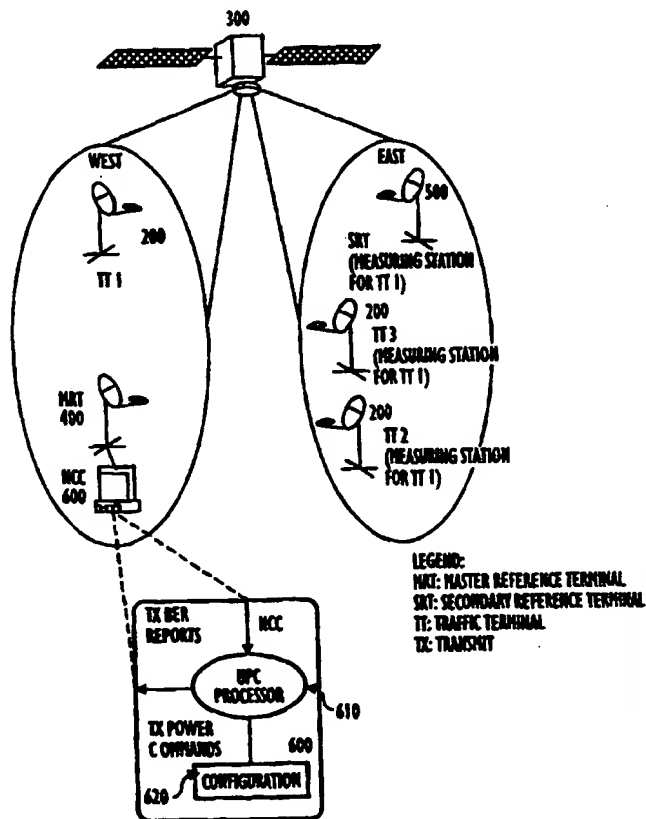 300
WEST
200
TT 1
MRT
400
NCC
600
EAST
500
SRT
(MEASURING STATION
FOR TT 1)
200
TT 3
(MEASURING STATION
FOR TT 1)
200
TT 2
(MEASURING STATION
FOR TT 1)
LEGEND:
MRT: MASTER REFERENCE TERMINAL
SRT: SECONDARY REFERENCE TERMINAL
TT: TRAFFIC TERMINAL
TX: TRANSMIT
TX BER
REPORTS
NCC
UPC
PROCESSOR
610
TX POWER
C OMMANDS
600
620
CONFIGURATION